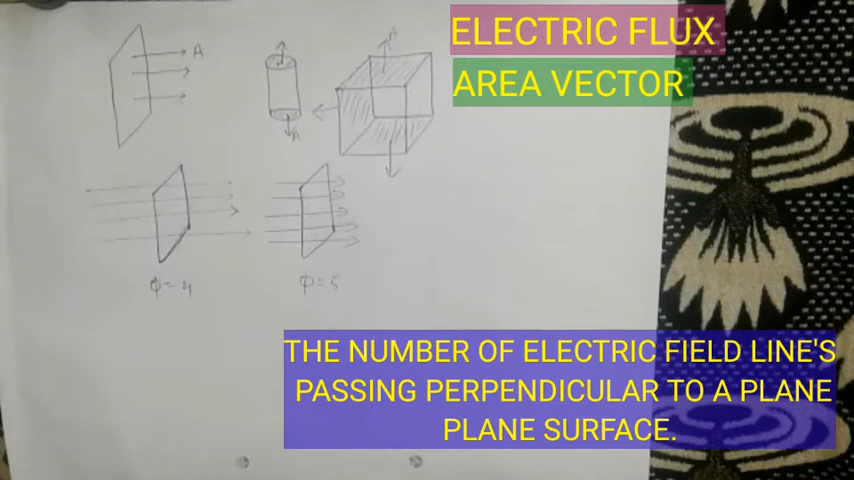 ELECTRIC FLUX
AREA VECTOR
A
A
A
φ = 4
φ = 5
THE NUMBER OF ELECTRIC FIELD LINE'S
PASSING PERPENDICULAR TO A PLANE
PLANE SURFACE.